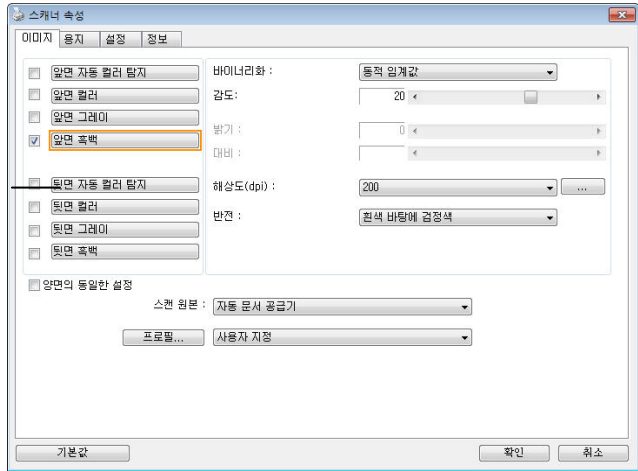 스캐너 속성
이미지 용지 설정 정보
앞면 자동 컬러 탐지 바이너리화 : 동적 임계값
앞면 컬러 감도: 20
앞면 그레이
앞면 흑백 밝기 : 0
대비 :
뒷면 자동 컬러 탐지 해상도(dpi) : 200 ...
뒷면 컬러 반전 : 흰색 바탕에 검정색
뒷면 그레이
뒷면 흑백
양면의 동일한 설정
스캔 원본 : 자동 문서 공급기
프로필... 사용자 지정
기본값 확인 취소